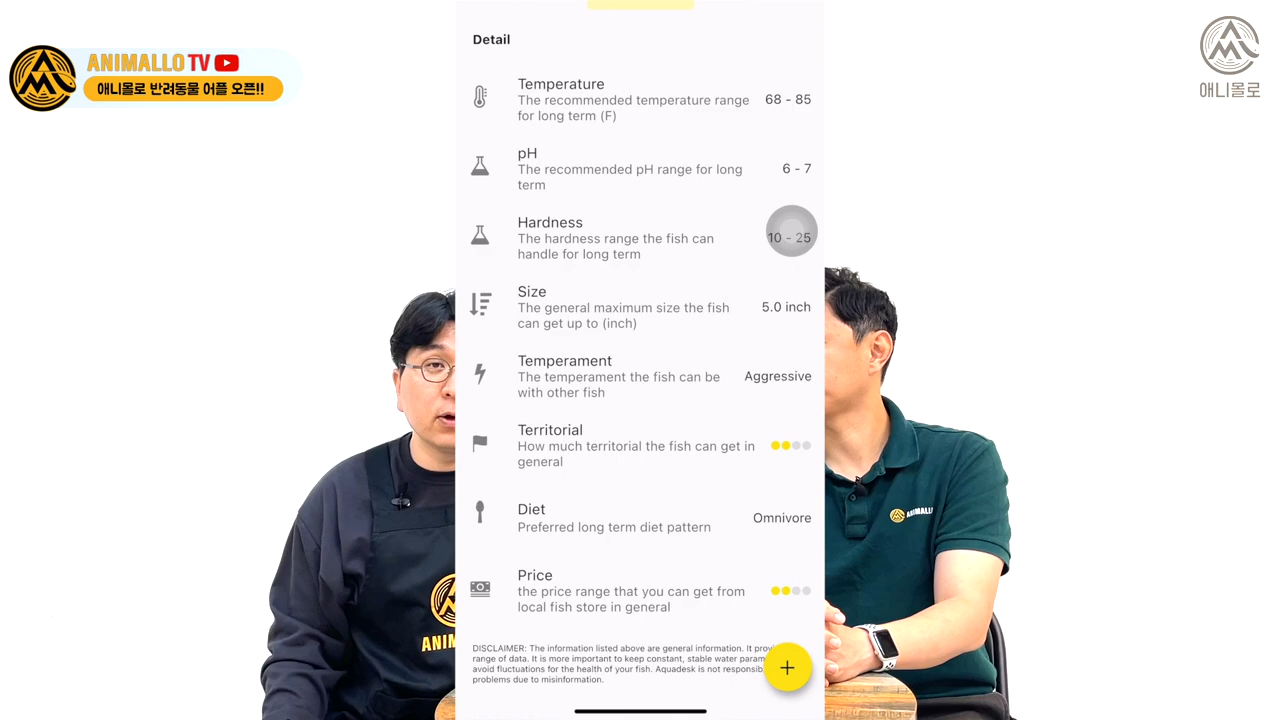 ANIMALLO TV
애니몰로 반려동물 어플 오픈!!
애니몰로
Detail
Temperature
The recommended temperature range
for long term (F)
68 - 85
pH
The recommended pH range for long
term
6 - 7
Hardness
The hardness range the fish can
handle for long term
10 - 25
Size
The general maximum size the fish
can get up to (inch)
5.0 inch
Temperament
The temperament the fish can be
with other fish
Aggressive
Territorial
How much territorial the fish can get in
general
Diet
Preferred long term diet pattern
Omnivore
Price
the price range that you can get from
local fish store in general
DISCLAIMER: The information listed above are general information. It
range of data. It is more important to keep constant, stable water
avoid fluctuations for the health of your fish. Aquadesk is not
problems due to misinformation.
+
ANIMALLO